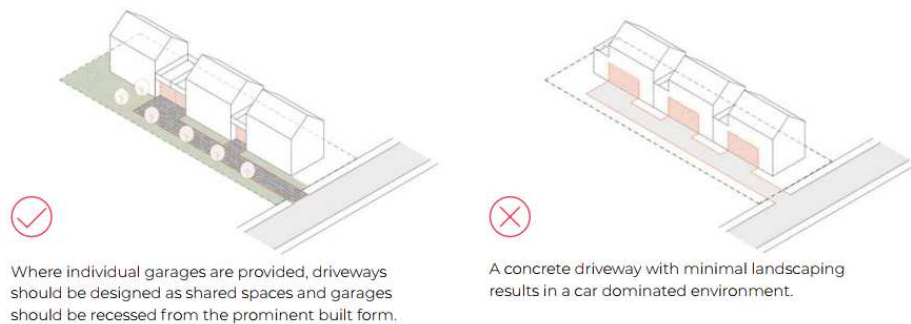 Where individual garages are provided, driveways
should be designed as shared spaces and garages
should be recessed from the prominent built form.
A concrete driveway with minimal landscaping
results in a car dominated environment.